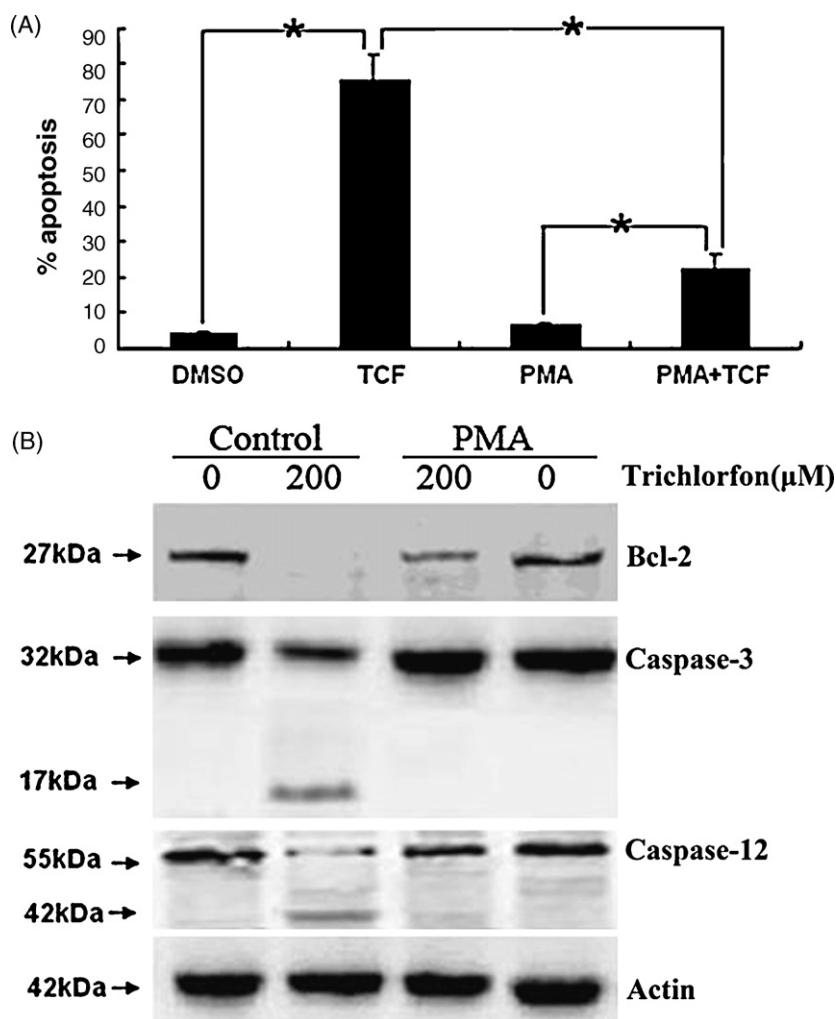 (A)
90
80
70
60
50
40
30
20
10
0
% apoptosis
* * *
DMSO TCF PMA PMA+TCF
(B)
Control PMA
0 200 200 0 Trichlorfon(μM)
27kDa → Bcl-2
32kDa → Caspase-3
17kDa →
55kDa → Caspase-12
42kDa →
42kDa → Actin